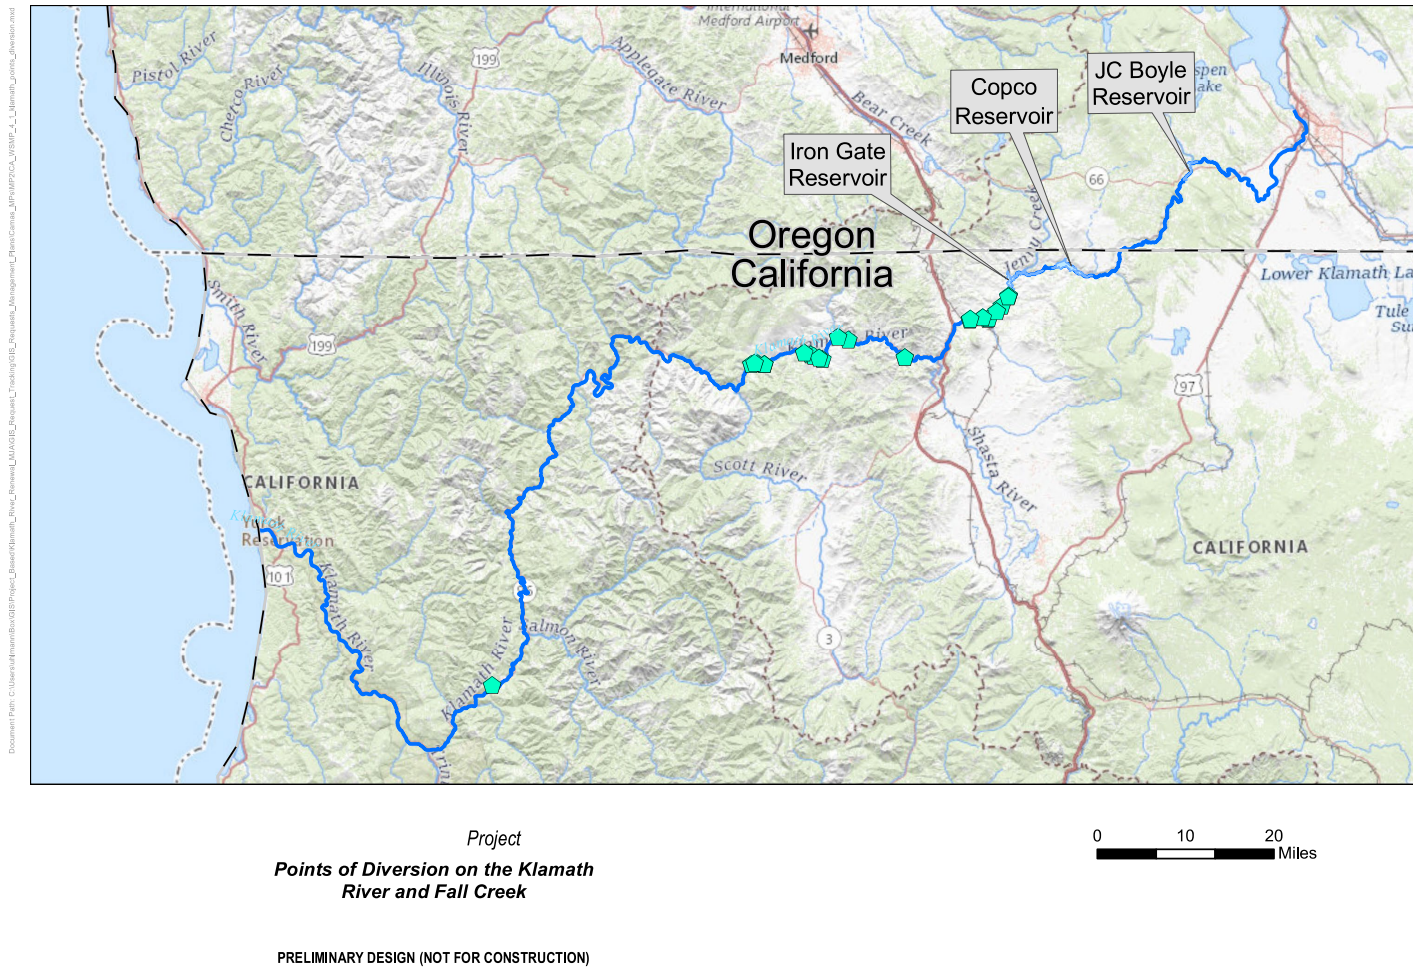 International
Medford Airport
Medford
Pistol River
Chetco River
Illinois River
199
Applegate River
Bear Creek
JC Boyle
Reservoir
Copco
Reservoir
Iron Gate
Reservoir
66
Jenny Creek
Oregon
California
Lower Klamath La
Tule
Su
Smith River
199
River
97
Scott River
Shasta River
CALIFORNIA
Yurok
Reservation
101
Klamath River
CALIFORNIA
Salmon River
3
Klamath River
Project
Points of Diversion on the Klamath
River and Fall Creek
0 10 20
Miles
PRELIMINARY DESIGN (NOT FOR CONSTRUCTION)